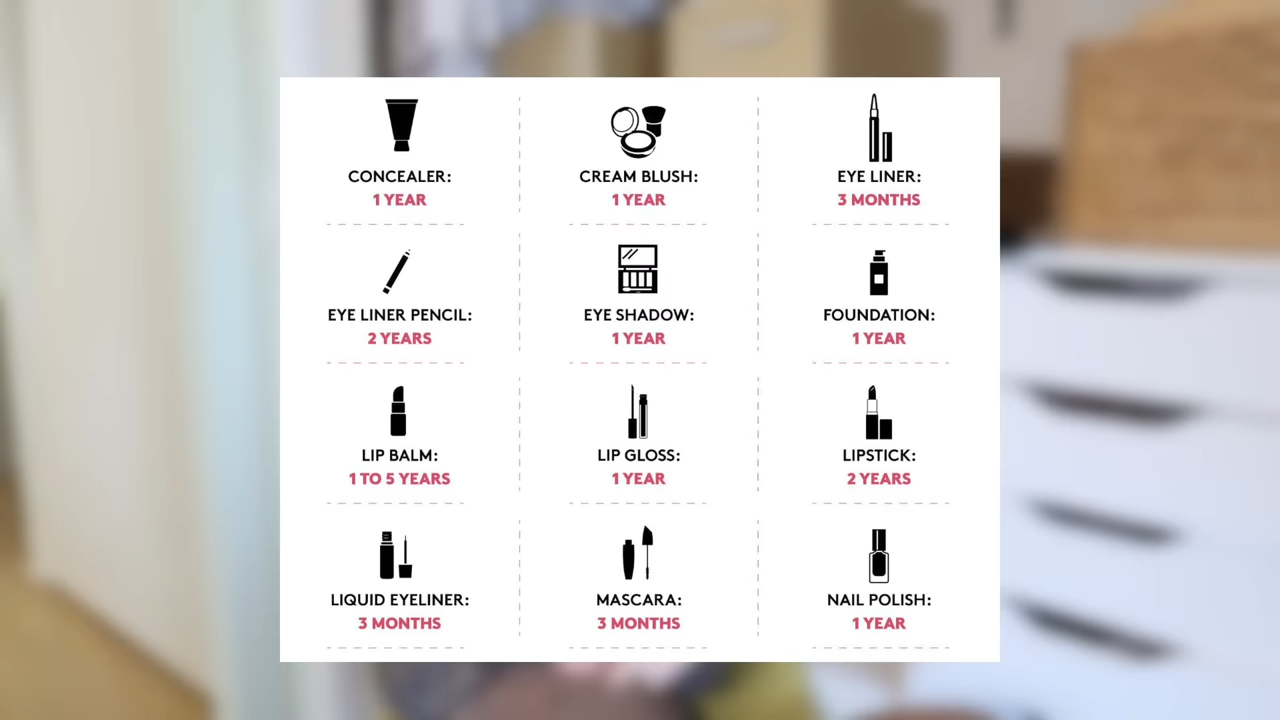 CONCEALER:
1 YEAR
CREAM BLUSH:
1 YEAR
EYE LINER:
3 MONTHS
EYE LINER PENCIL:
2 YEARS
EYE SHADOW:
1 YEAR
FOUNDATION:
1 YEAR
LIP BALM:
1 TO 5 YEARS
LIP GLOSS:
1 YEAR
LIPSTICK:
2 YEARS
LIQUID EYELINER:
3 MONTHS
MASCARA:
3 MONTHS
NAIL POLISH:
1 YEAR